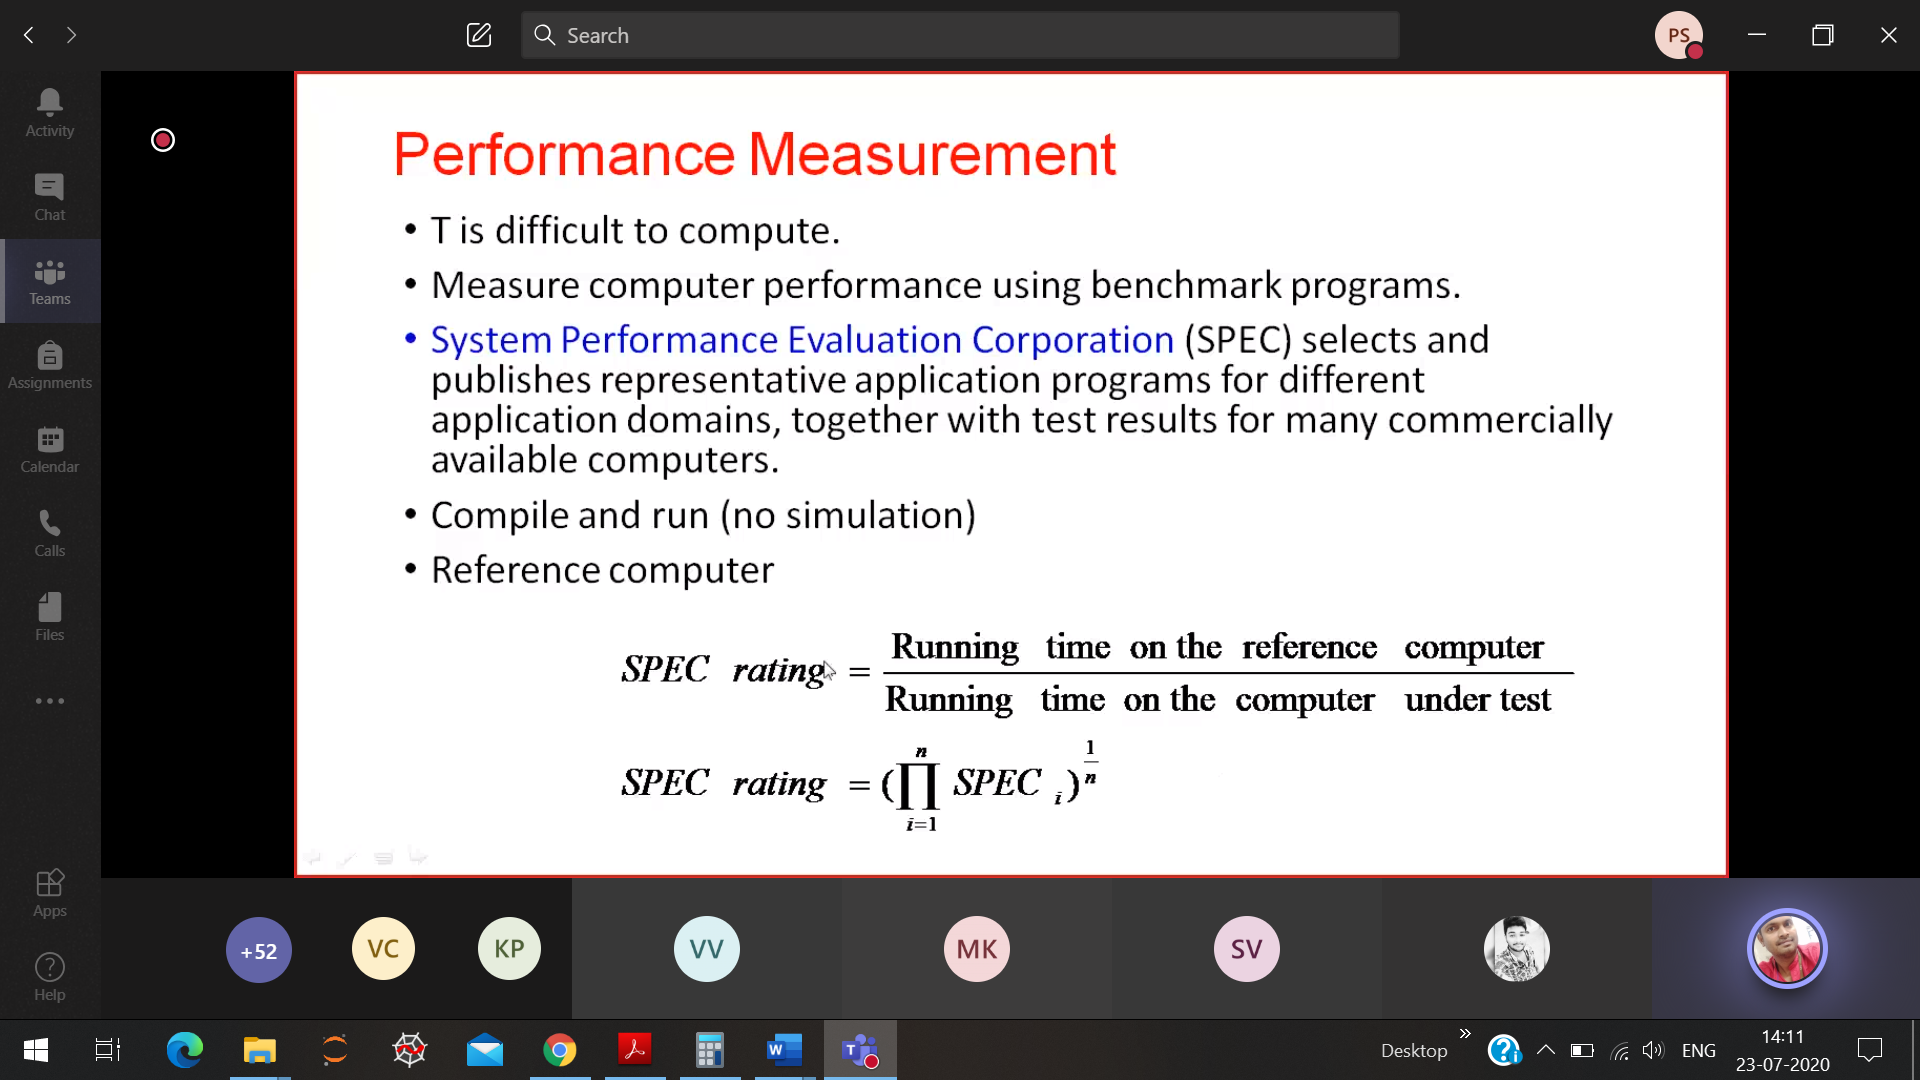 Search
PS
Activity
Chat
Teams
Assignments
Calendar
Calls
Files
Apps
Help
Performance Measurement
• T is difficult to compute.
• Measure computer performance using benchmark programs.
• System Performance Evaluation Corporation (SPEC) selects and
publishes representative application programs for different
application domains, together with test results for many commercially
available computers.
• Compile and run (no simulation)
• Reference computer
SPEC rating = Running time on the reference computer / Running time on the computer under test
SPEC rating = (∏_{i=1}^{n} SPEC_i)^{1/n}
+52
VC
KP
VV
MK
SV
Desktop
ENG
14:11
23-07-2020